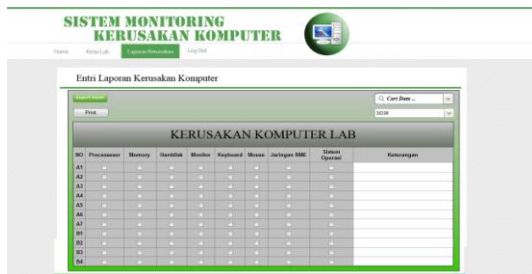 SISTEM MONITORING
KERUSAKAN KOMPUTER
Home Kerja Lab Laporan Kerusakan Log Out
Entri Laporan Kerusakan Komputer
Cari Data ...
Print
KERUSAKAN KOMPUTER LAB
NO Processor Memory Harddisk Monitor Keyboard Mouse Jaringan Sistem Operasi Keterangan
A1
A2
A3
A4
A5
A6
A7
B1
B2
B3
B4